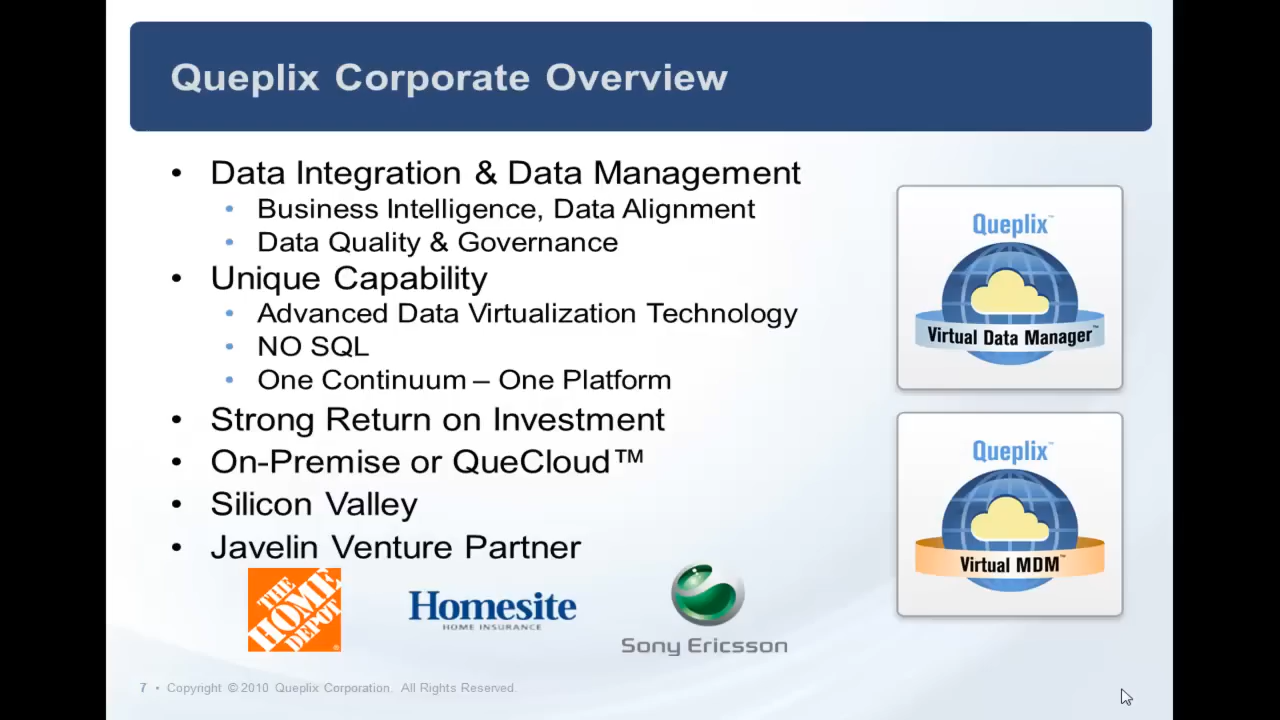 Queplix Corporate Overview
• Data Integration & Data Management
• Business Intelligence, Data Alignment
• Data Quality & Governance
• Unique Capability
• Advanced Data Virtualization Technology
• NO SQL
• One Continuum – One Platform
• Strong Return on Investment
• On-Premise or QueCloud™
• Silicon Valley
• Javelin Venture Partner
Queplix™
Virtual Data Manager™
Queplix™
Virtual MDM™
THE
HOME
DEPOT
®
Homesite
HOME INSURANCE
Sony Ericsson
7 • Copyright © 2010 Queplix Corporation. All Rights Reserved.